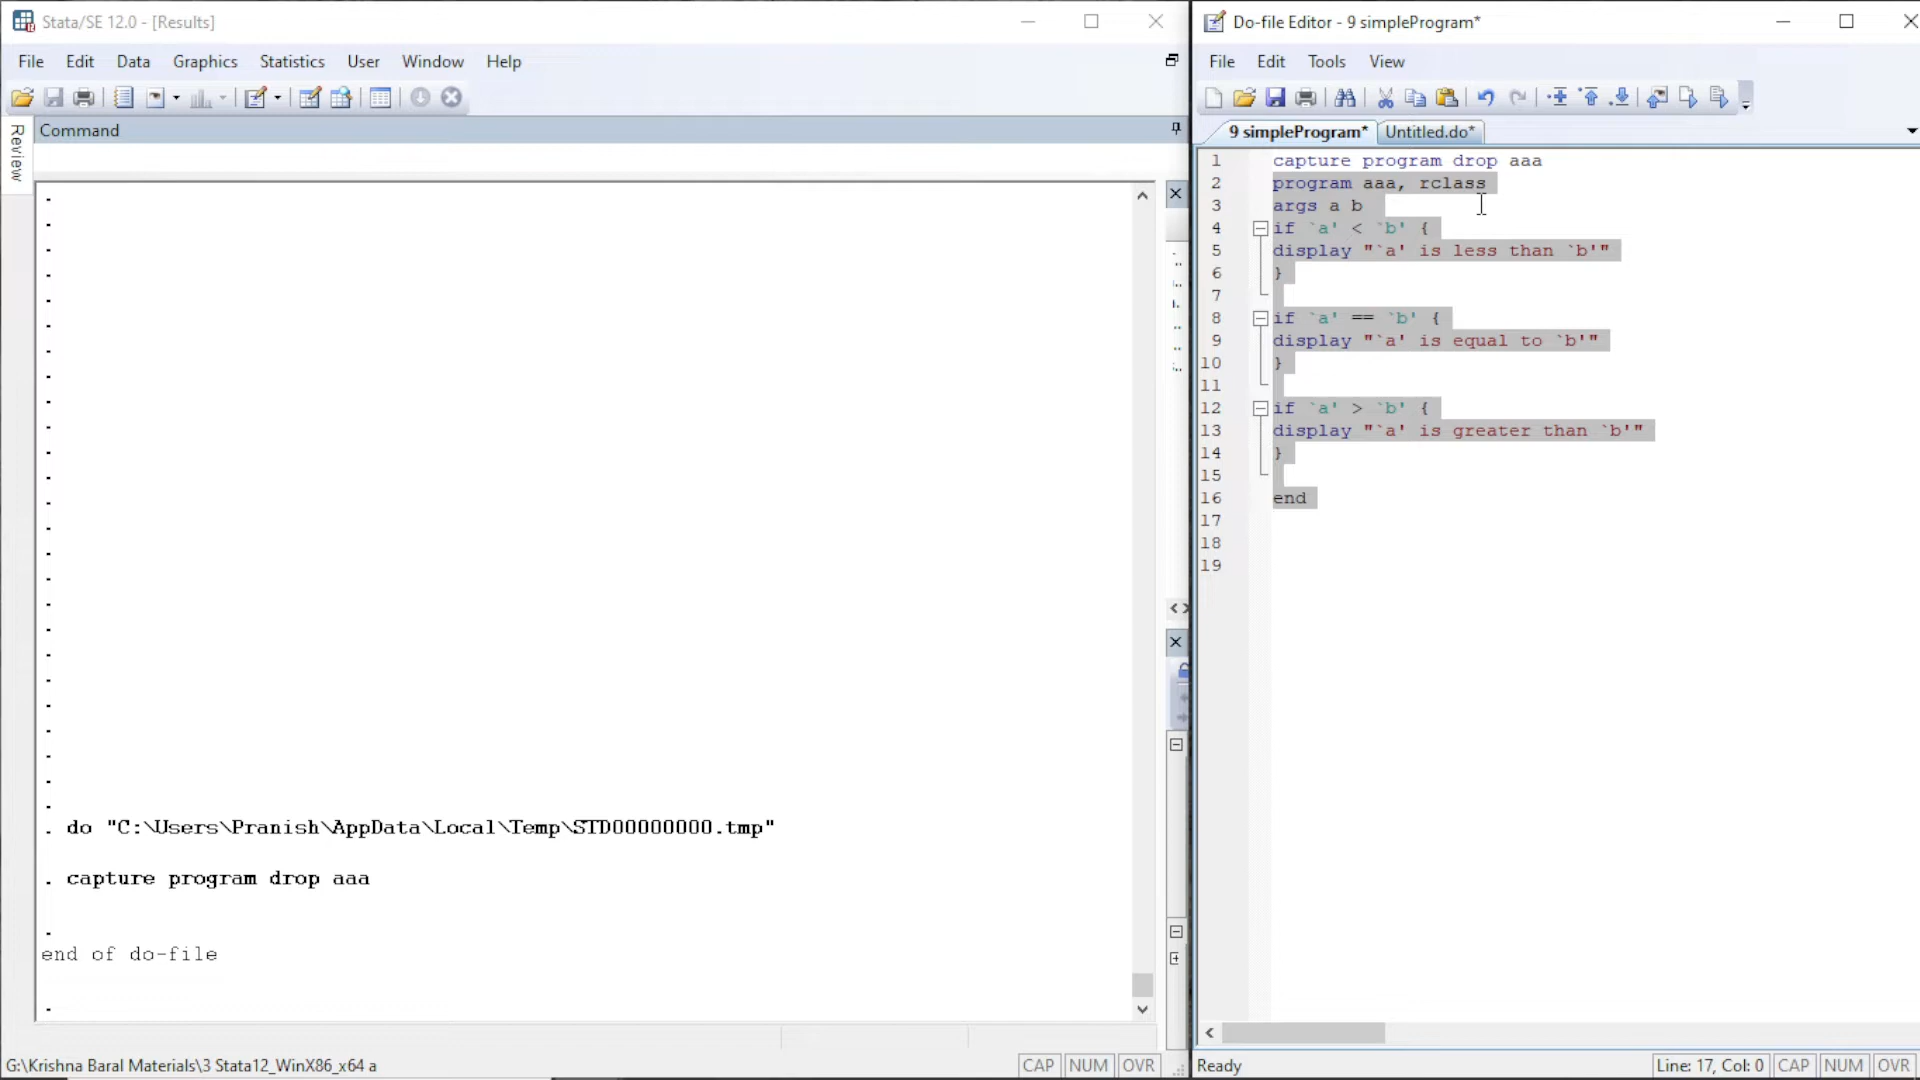 Stata/SE 12.0 - [Results]
File Edit Data Graphics Statistics User Window Help
Review
Command
. do "C:\Users\Pranish\AppData\Local\Temp\STD00000000.tmp"
. capture program drop aaa
.
end of do-file
.
G:\Krishna Baral Materials\3 Stata12_WinX86_x64 a
CAP NUM OVR
Do-file Editor - 9 simpleProgram*
File Edit Tools View
9 simpleProgram* Untitled.do*
1 capture program drop aaa
2 program aaa, rclass
3 args a b
4 if `a' < `b' {
5 display "`a' is less than `b'"
6 }
7
8 if `a' == `b' {
9 display "`a' is equal to `b'"
10 }
11
12 if `a' > `b' {
13 display "`a' is greater than `b'"
14 }
15
16 end
17
18
19
Ready
Line: 17, Col: 0 CAP NUM OVR